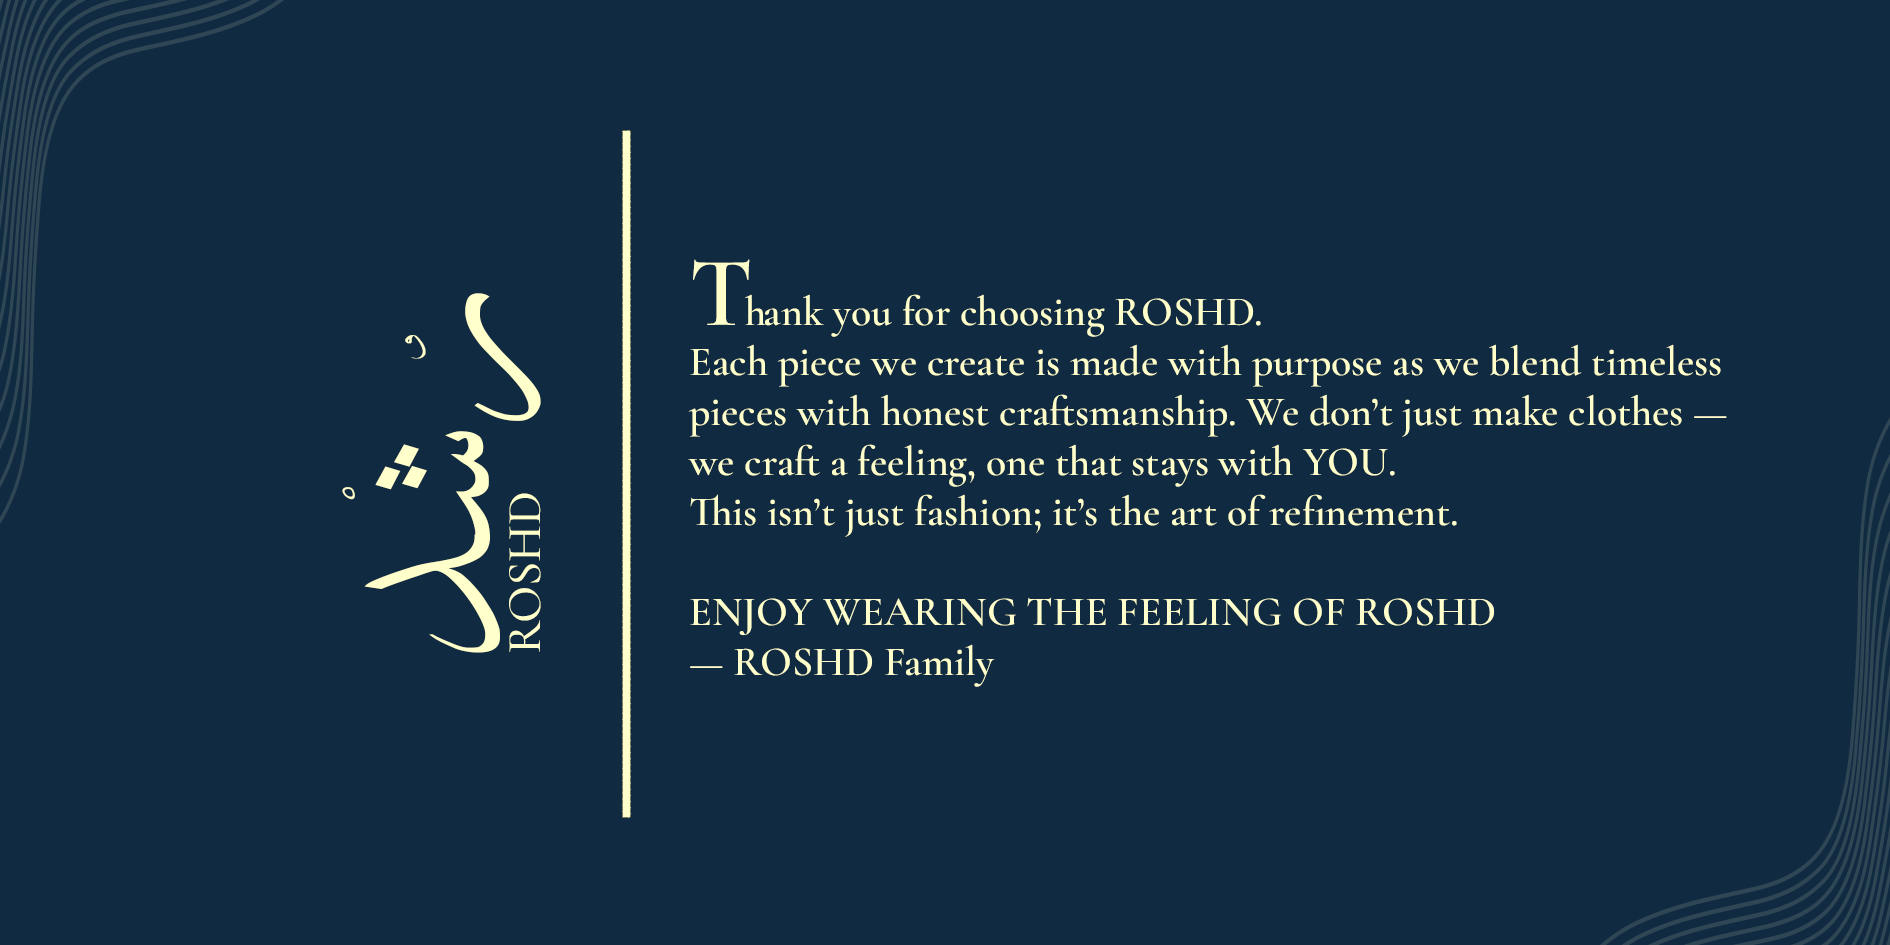 رُشْد
ROSHD
Thank you for choosing ROSHD.
Each piece we create is made with purpose as we blend timeless
pieces with honest craftsmanship. We don’t just make clothes —
we craft a feeling, one that stays with YOU.
This isn’t just fashion; it’s the art of refinement.
ENJOY WEARING THE FEELING OF ROSHD
— ROSHD Family